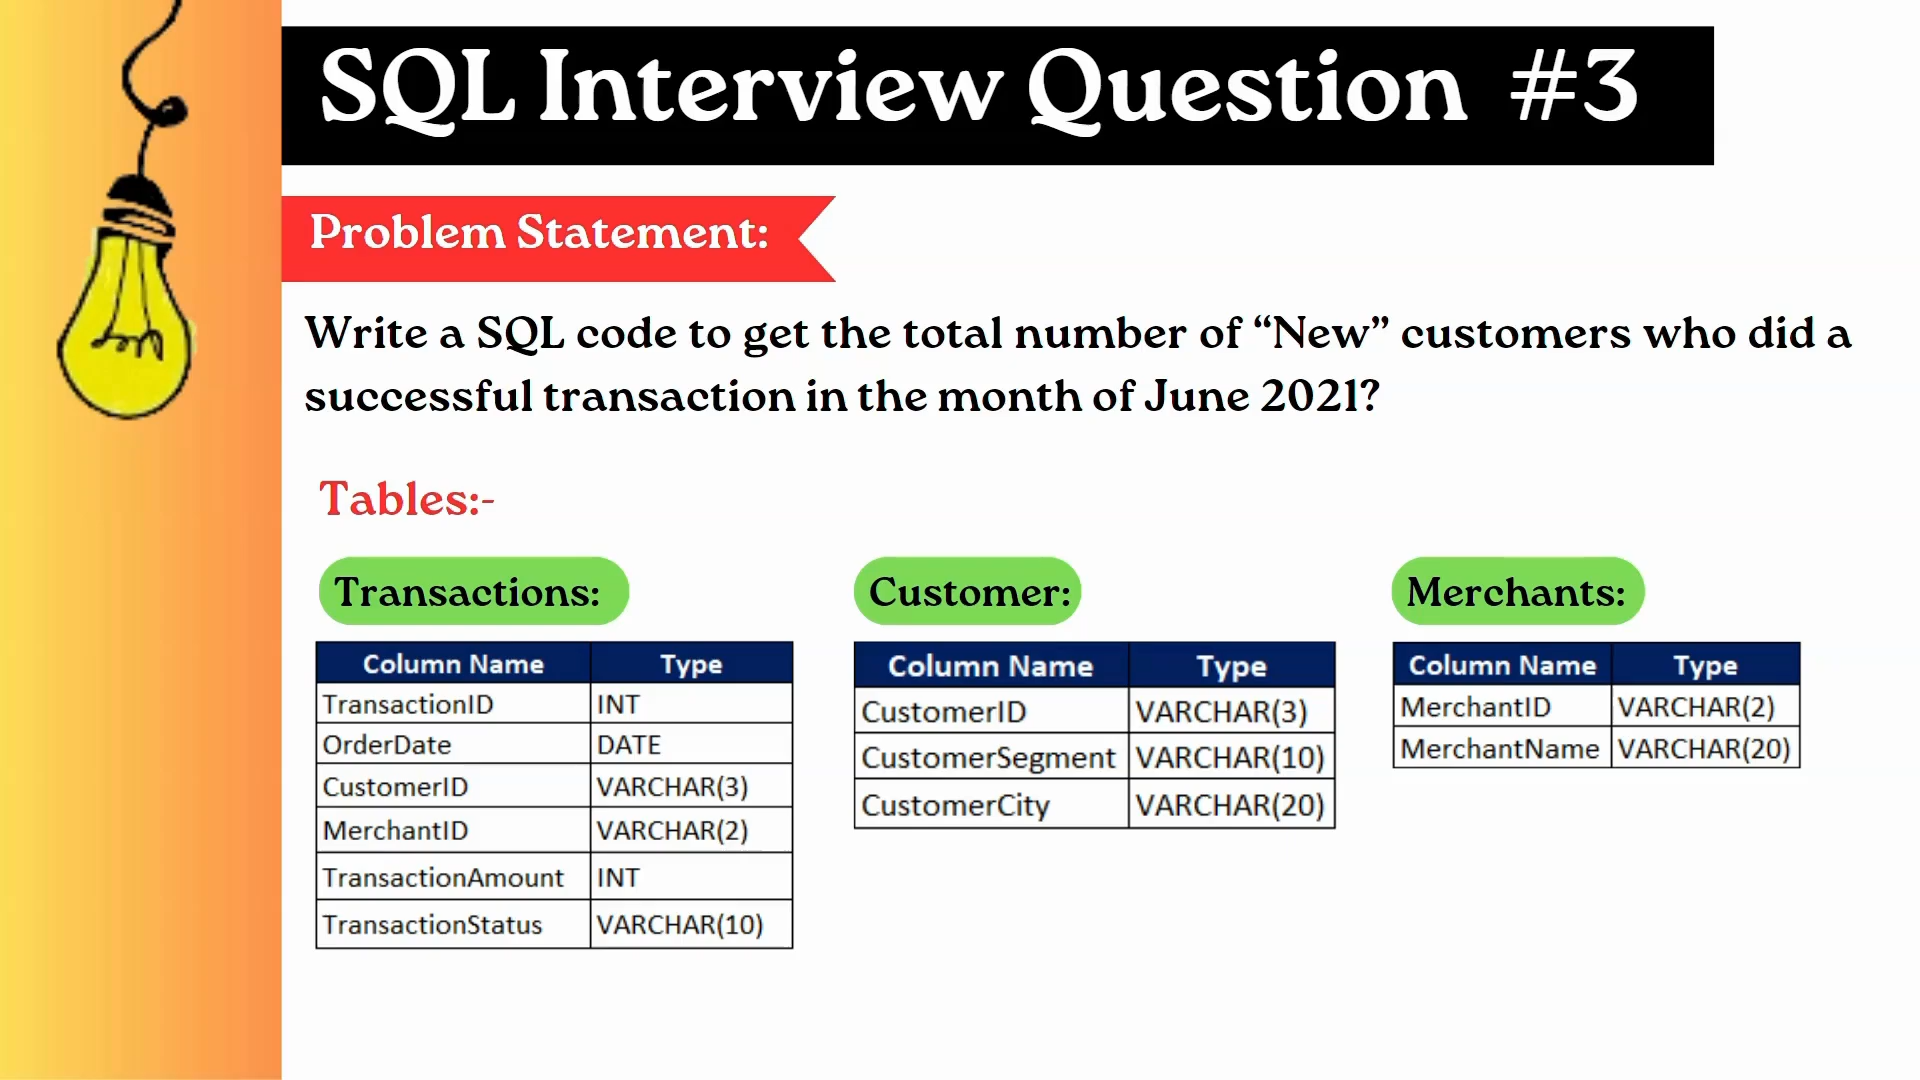 SQL Interview Question #3
Problem Statement:
Write a SQL code to get the total number of “New” customers who did a
successful transaction in the month of June 2021?
Tables:-
Transactions:
Column Name Type
TransactionID INT
OrderDate DATE
CustomerID VARCHAR(3)
MerchantID VARCHAR(2)
TransactionAmount INT
TransactionStatus VARCHAR(10)
Customer:
Column Name Type
CustomerID VARCHAR(3)
CustomerSegment VARCHAR(10)
CustomerCity VARCHAR(20)
Merchants:
Column Name Type
MerchantID VARCHAR(2)
MerchantName VARCHAR(20)